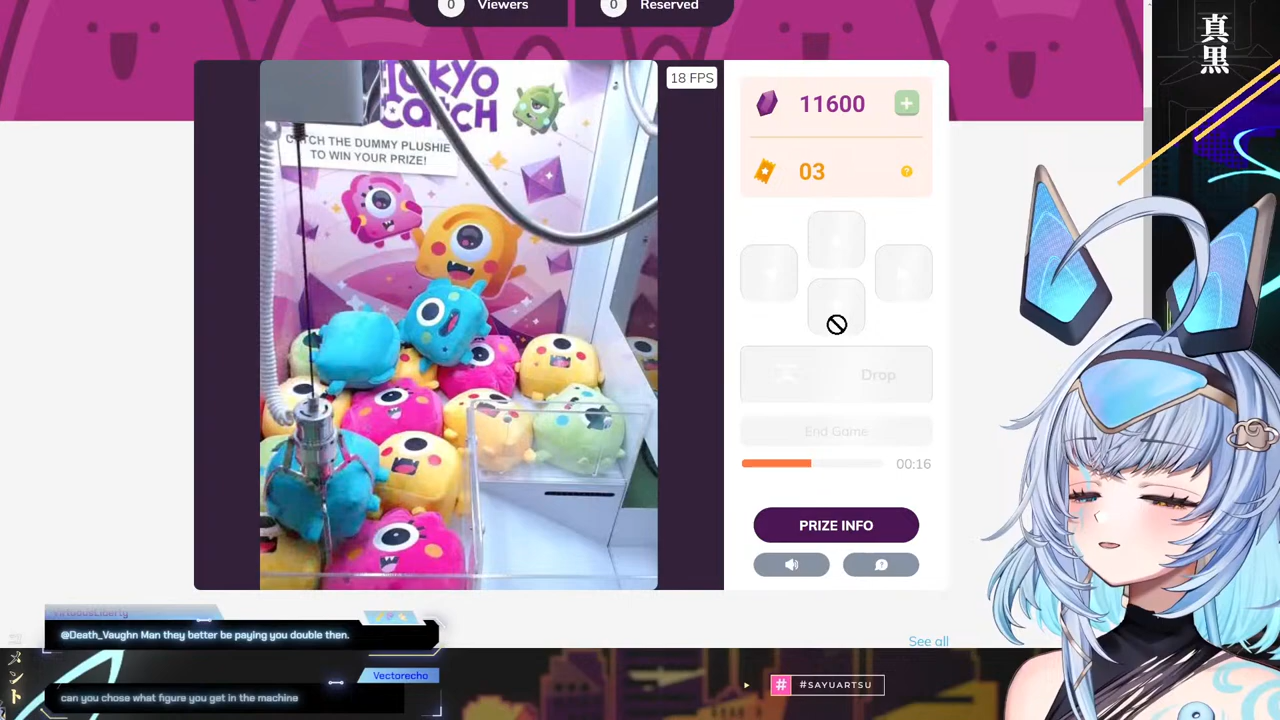 0 Viewers
0 Reserved
真黒
18 FPS
TOKYO
CATCH
CATCH THE DUMMY PLUSHIE
TO WIN YOUR PRIZE!
11600
+
03
?
Drop
End Game
00:16
PRIZE INFO
See all
VirtuousLiberty
@Death_Vaughn Man they better be paying you double then.
Vectorecho
can you chose what figure you get in the machine
# #SAYUARTSU